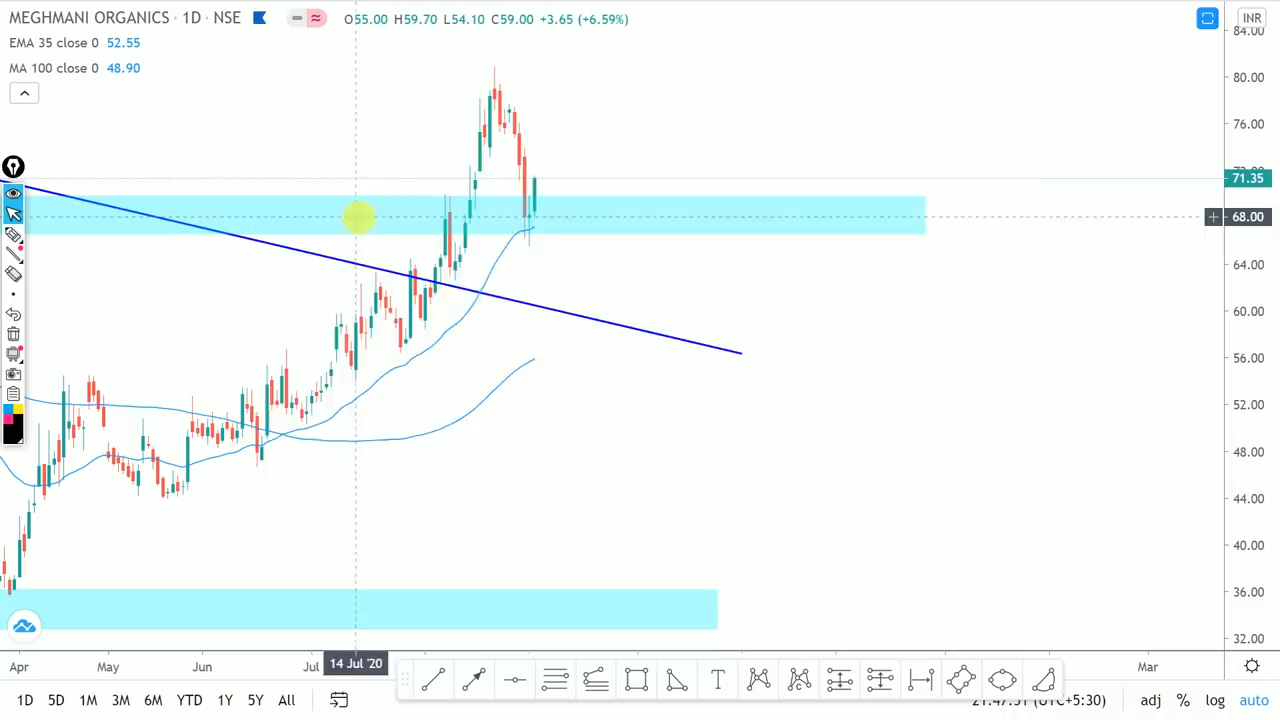 MEGHMANI ORGANICS · 1D · NSE O55.00 H59.70 L54.10 C59.00 +3.65 (+6.59%) INR
EMA 35 close 0 52.55
MA 100 close 0 48.90
84.00
80.00
76.00
71.35
68.00
64.00
60.00
56.00
52.00
48.00
44.00
40.00
36.00
32.00
Apr May Jun Jul 14 Jul '20 Mar
1D 5D 1M 3M 6M YTD 1Y 5Y All (UTC+5:30) adj % log auto